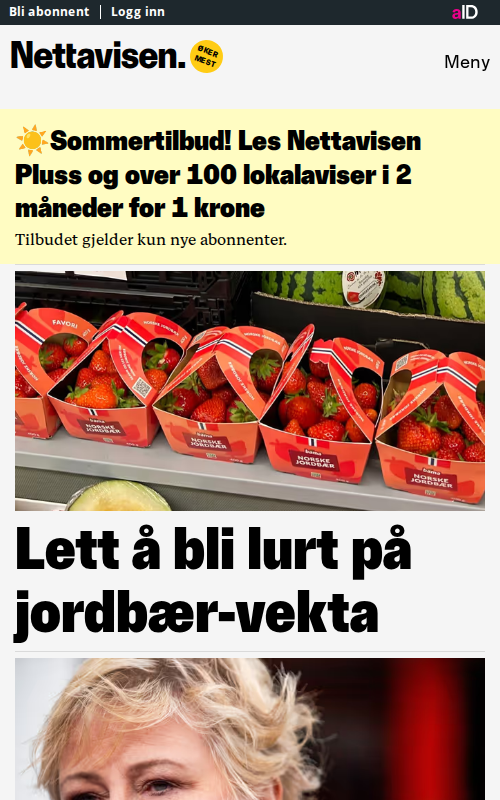 Bli abonnent | Logg inn
aID
Nettavisen.
ØKER
MEST
Meny
☀️Sommertilbud! Les Nettavisen
Pluss og over 100 lokalaviser i 2
måneder for 1 krone
Tilbudet gjelder kun nye abonnenter.
FAVORI
NORSKE
JORDBÆR
NORSKE
JORDBÆR
NORSKE
JORDBÆR
NORSKE
JORDBÆR
Lett å bli lurt på
jordbær-vekta